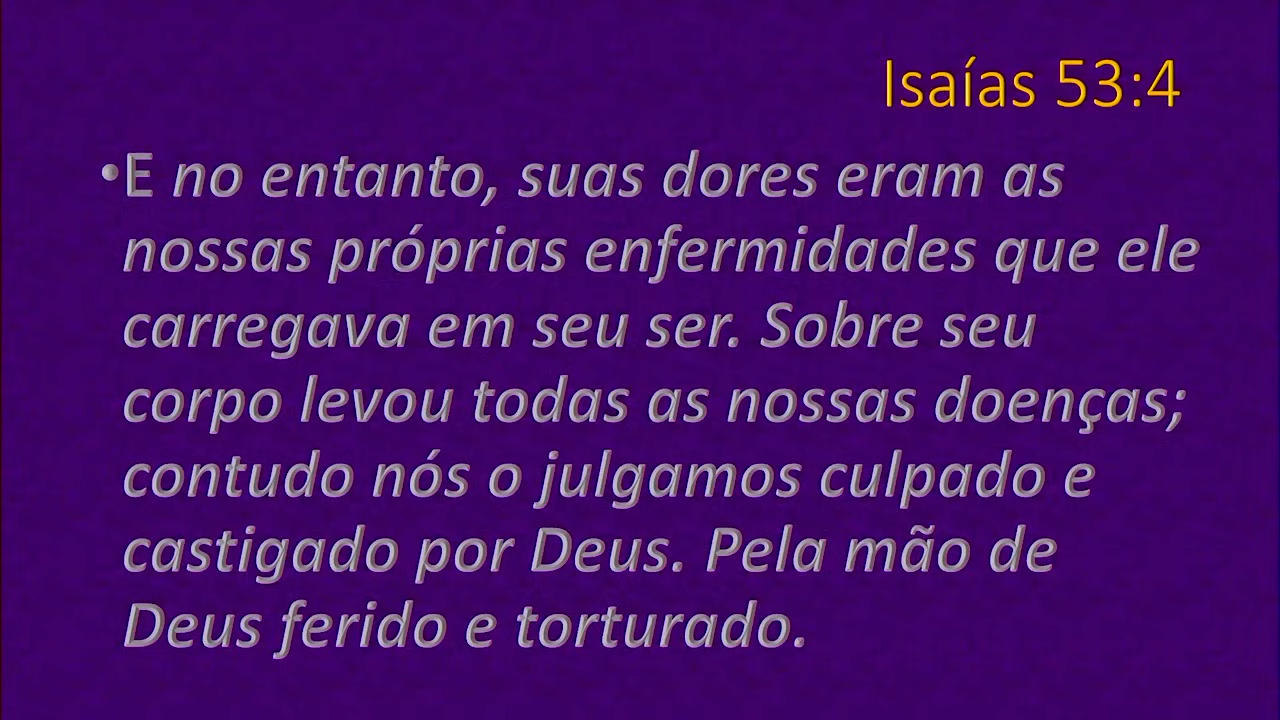 Isaías 53:4
•E no entanto, suas dores eram as
nossas próprias enfermidades que ele
carregava em seu ser. Sobre seu
corpo levou todas as nossas doenças;
contudo nós o julgamos culpado e
castigado por Deus. Pela mão de
Deus ferido e torturado.